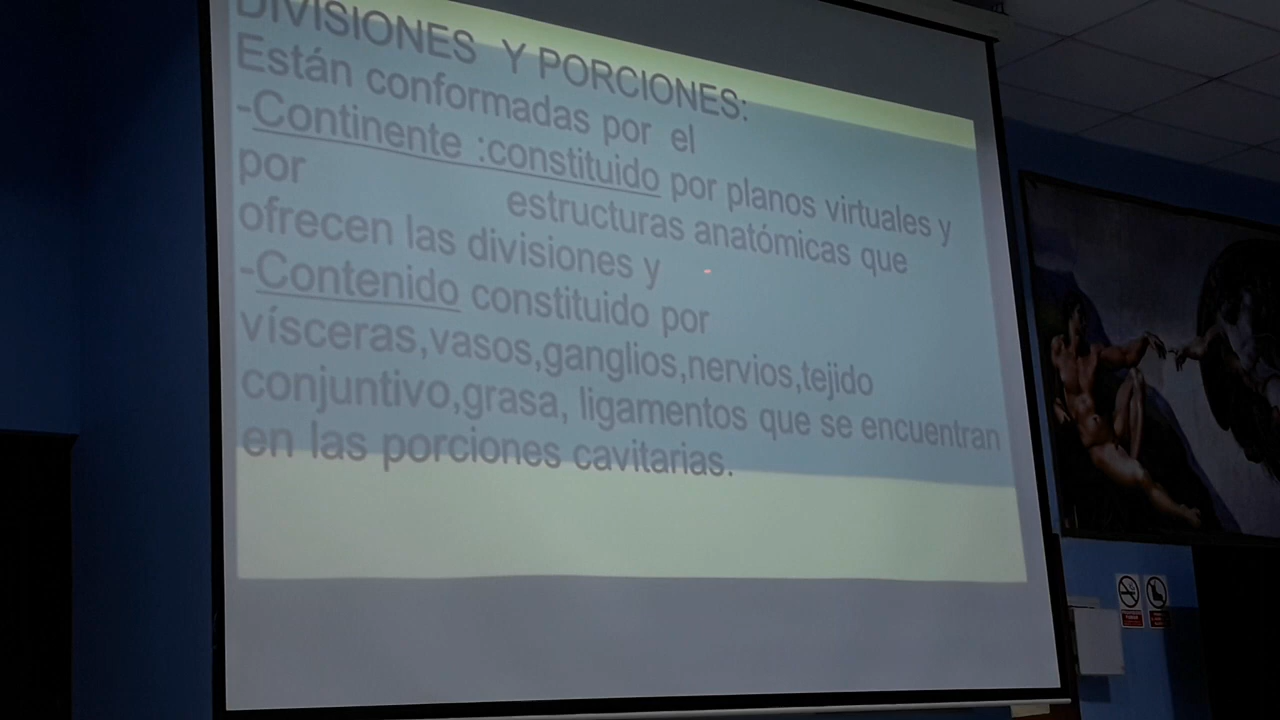 DIVISIONES Y PORCIONES:
Están conformadas por el
-Continente :constituido por planos virtuales y
por estructuras anatómicas que
ofrecen las divisiones y
-Contenido constituido por
vísceras,vasos,ganglios,nervios,tejido
conjuntivo,grasa, ligamentos que se encuentran
en las porciones cavitarias.